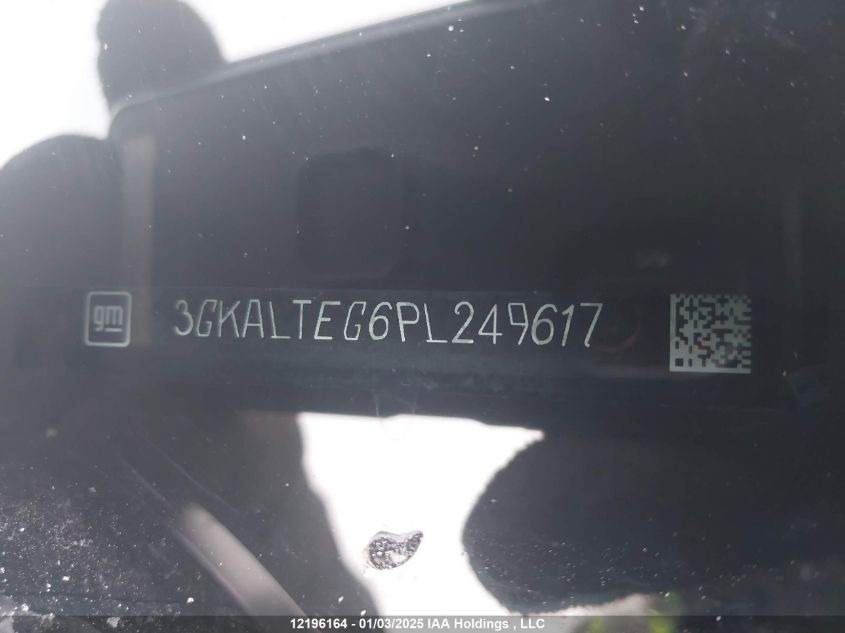 gm 3GKALTEG6PL249617
12196164 - 01/03/2025 IAA Holdings , LLC